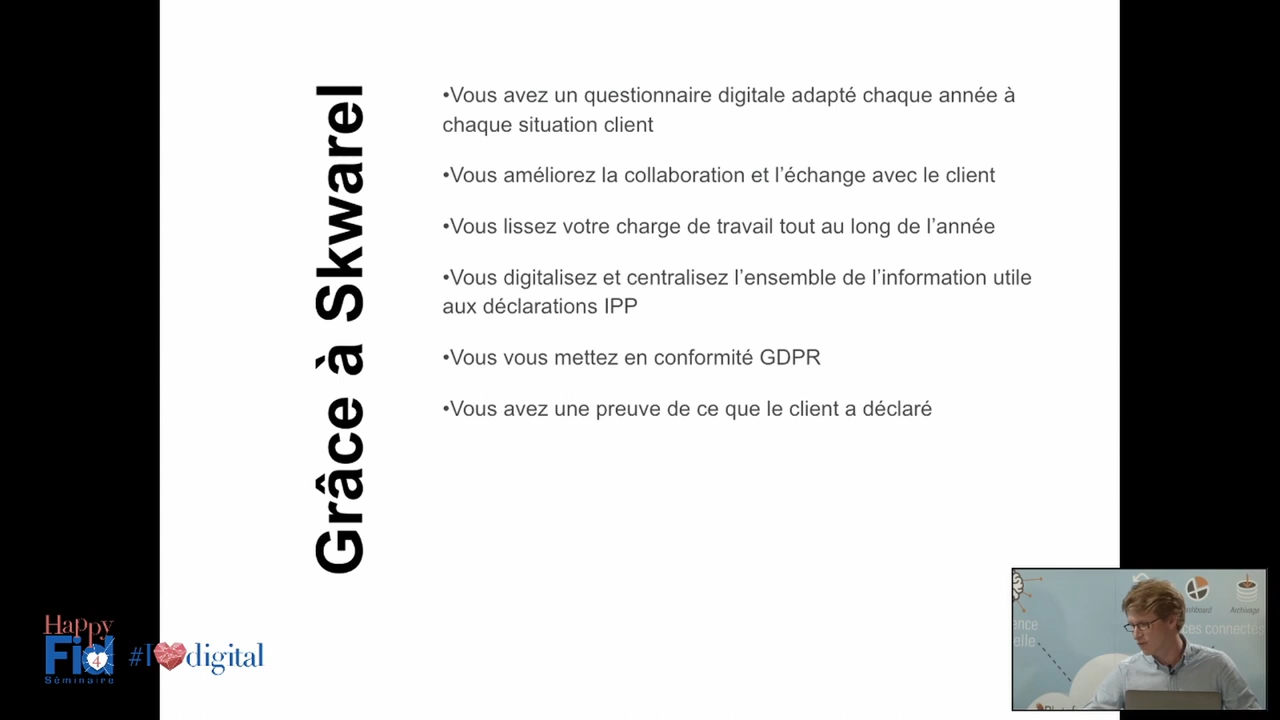 Grâce à Skwarel
•Vous avez un questionnaire digitale adapté chaque année à
chaque situation client
•Vous améliorez la collaboration et l’échange avec le client
•Vous lissez votre charge de travail tout au long de l’année
•Vous digitalisez et centralisez l’ensemble de l’information utile
aux déclarations IPP
•Vous vous mettez en conformité GDPR
•Vous avez une preuve de ce que le client a déclaré
Happy
Fid
4
Séminaire
#I digital
Archivage
connectés